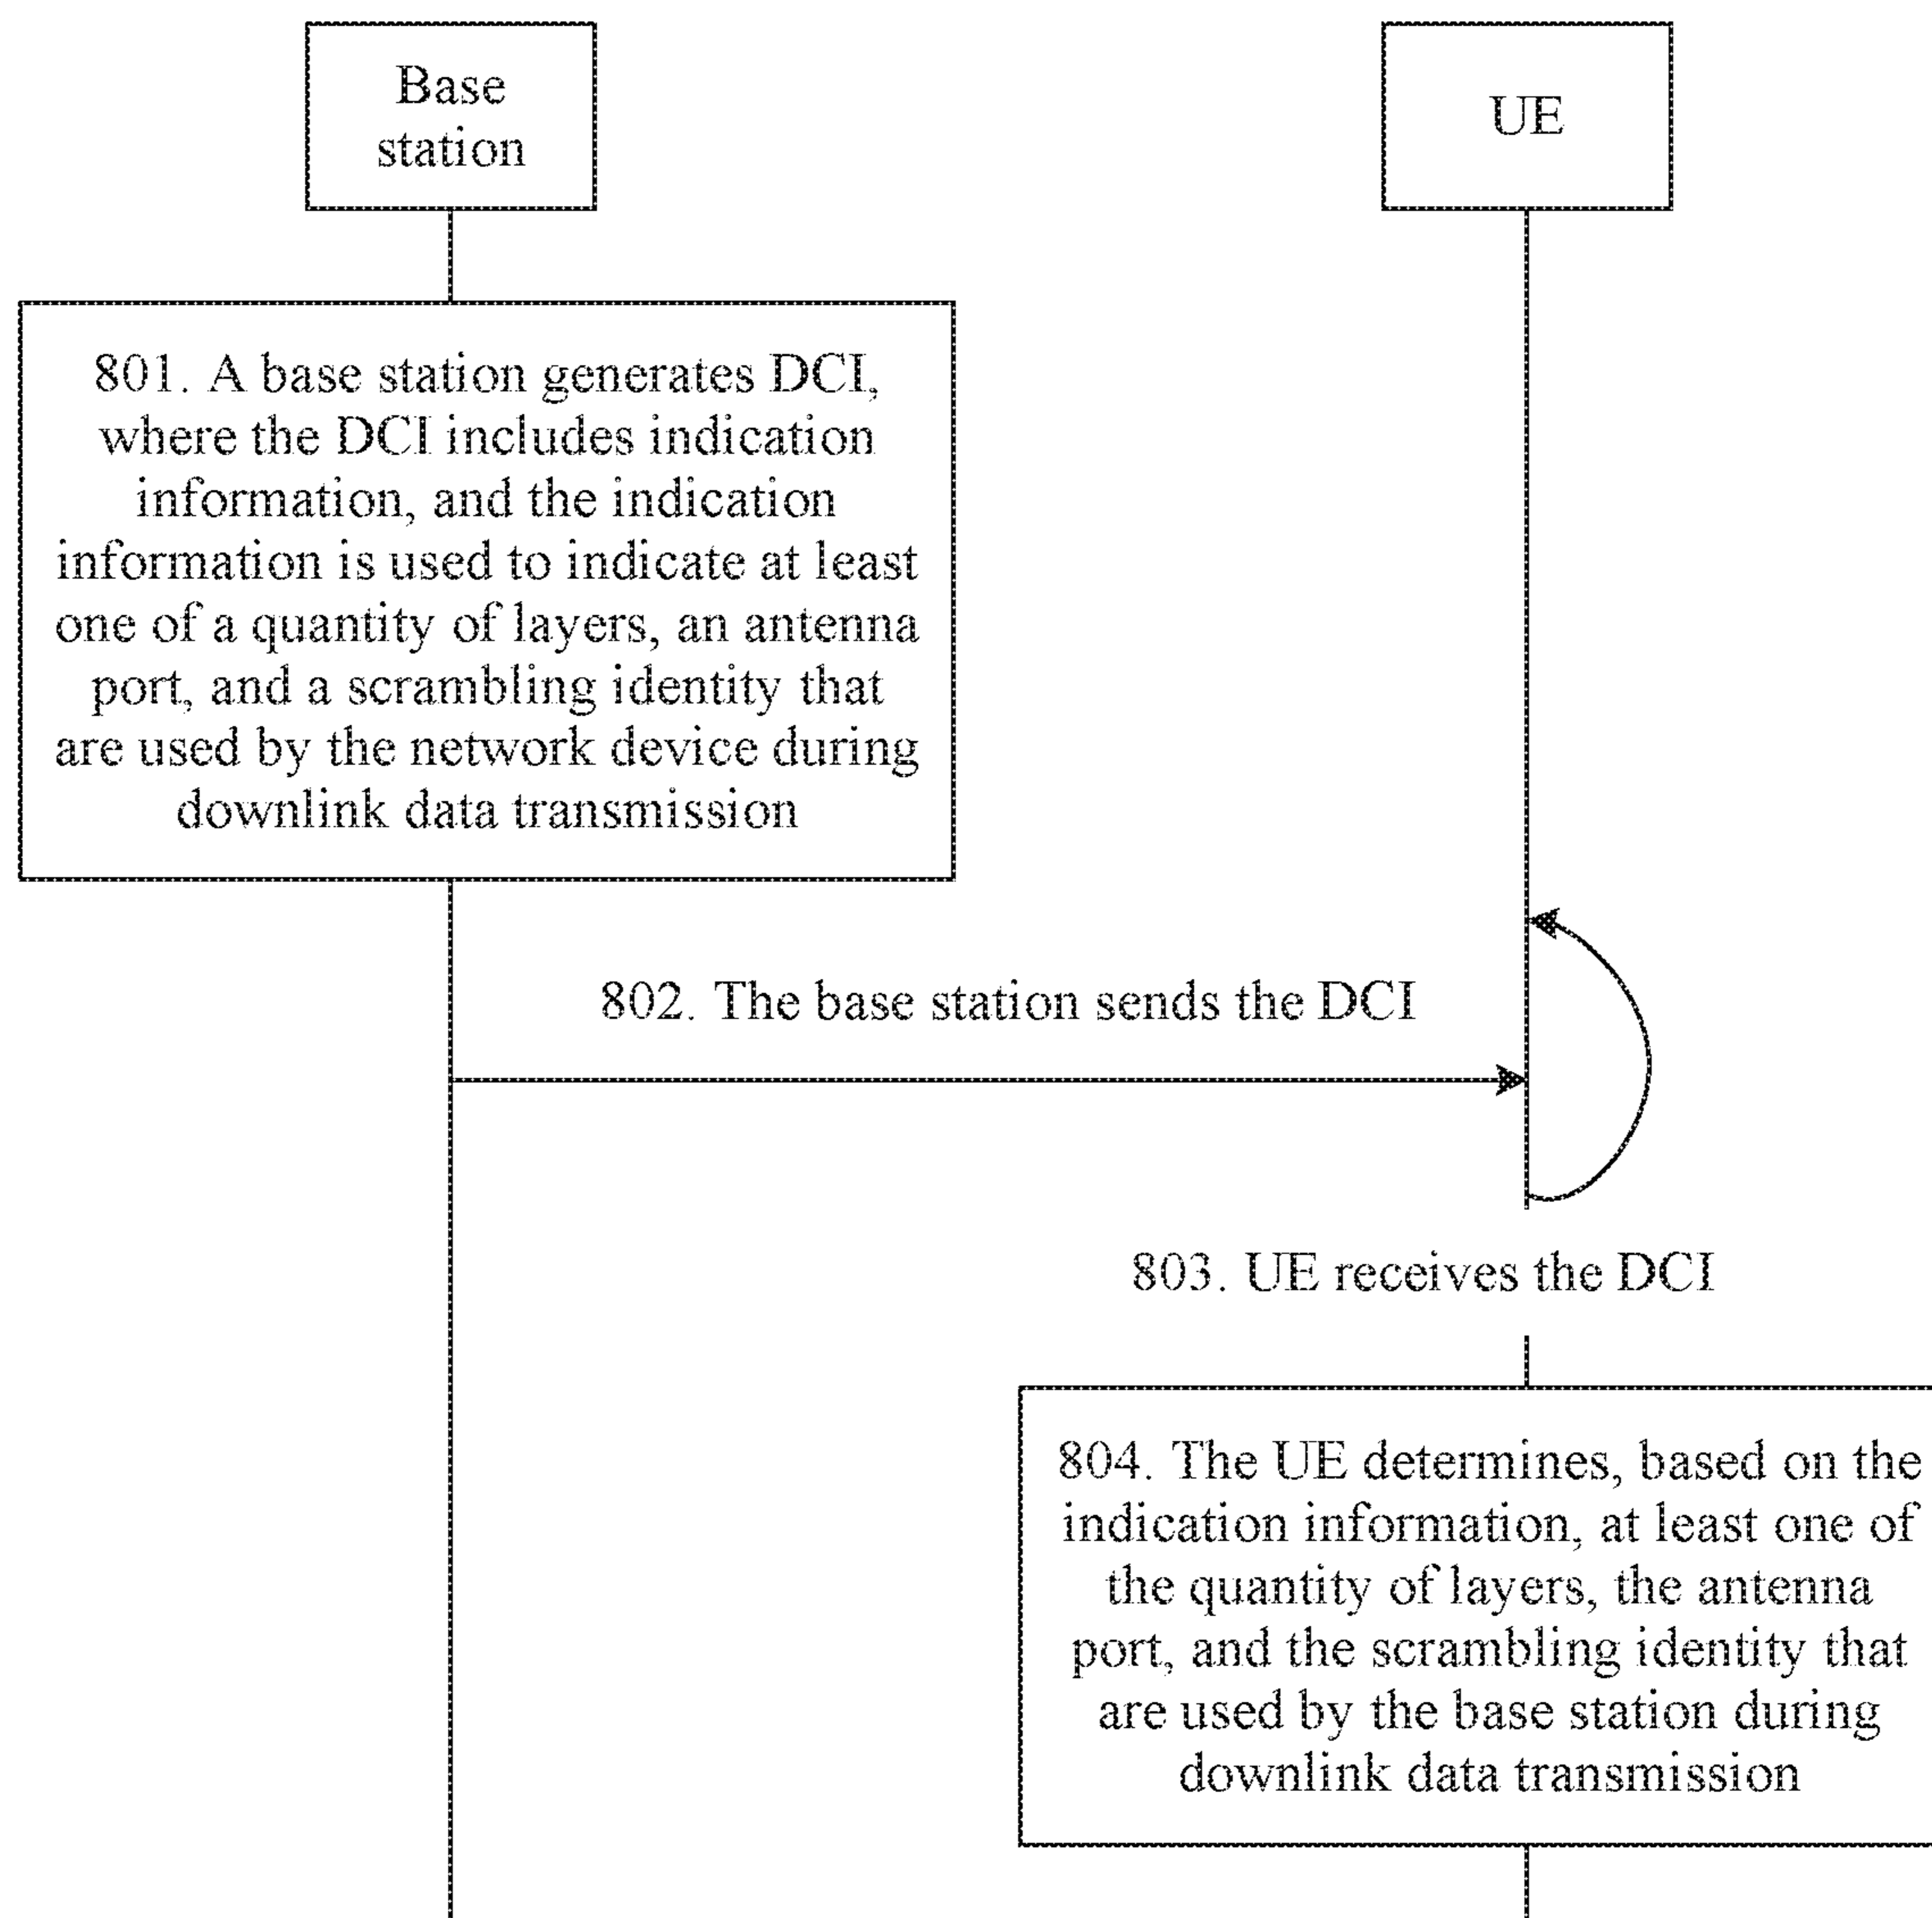 Base
station
UE
801. A base station generates DCI,
where the DCI includes indication
information, and the indication
information is used to indicate at least
one of a quantity of layers, an antenna
port, and a scrambling identity that
are used by the network device during
downlink data transmission
802. The base station sends the DCI
803. UE receives the DCI
804. The UE determines, based on the
indication information, at least one of
the quantity of layers, the antenna
port, and the scrambling identity that
are used by the base station during
downlink data transmission